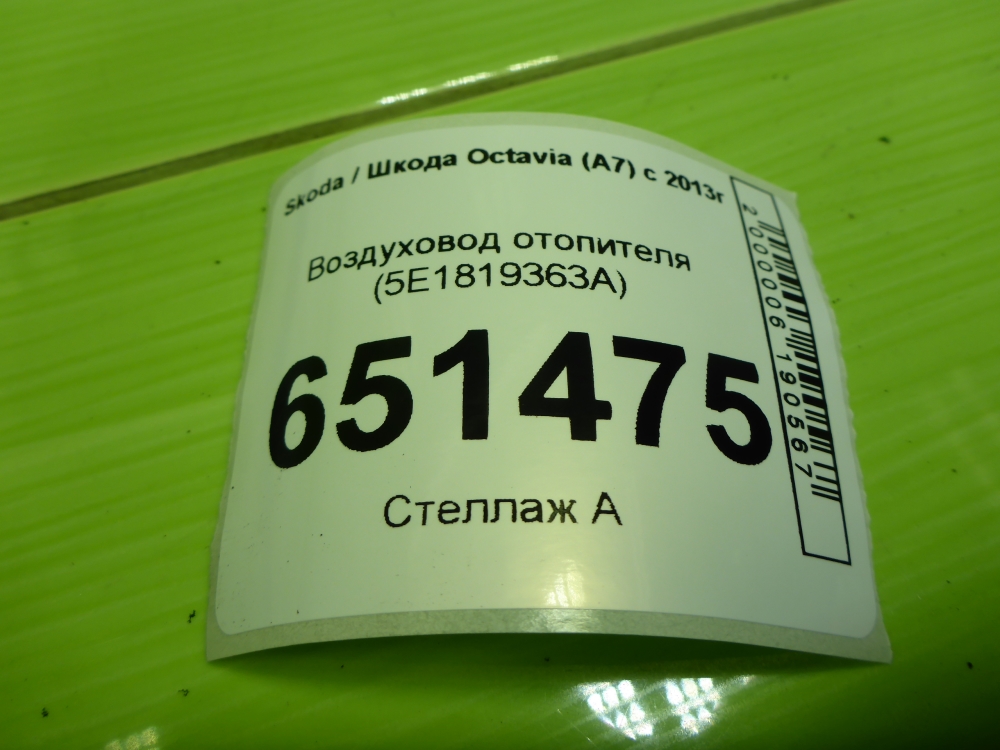 Skoda / Шкода Octavia (A7) с 2013г
Воздуховод отопителя
(5E1819363A)
651475
Стеллаж А
2000006190567